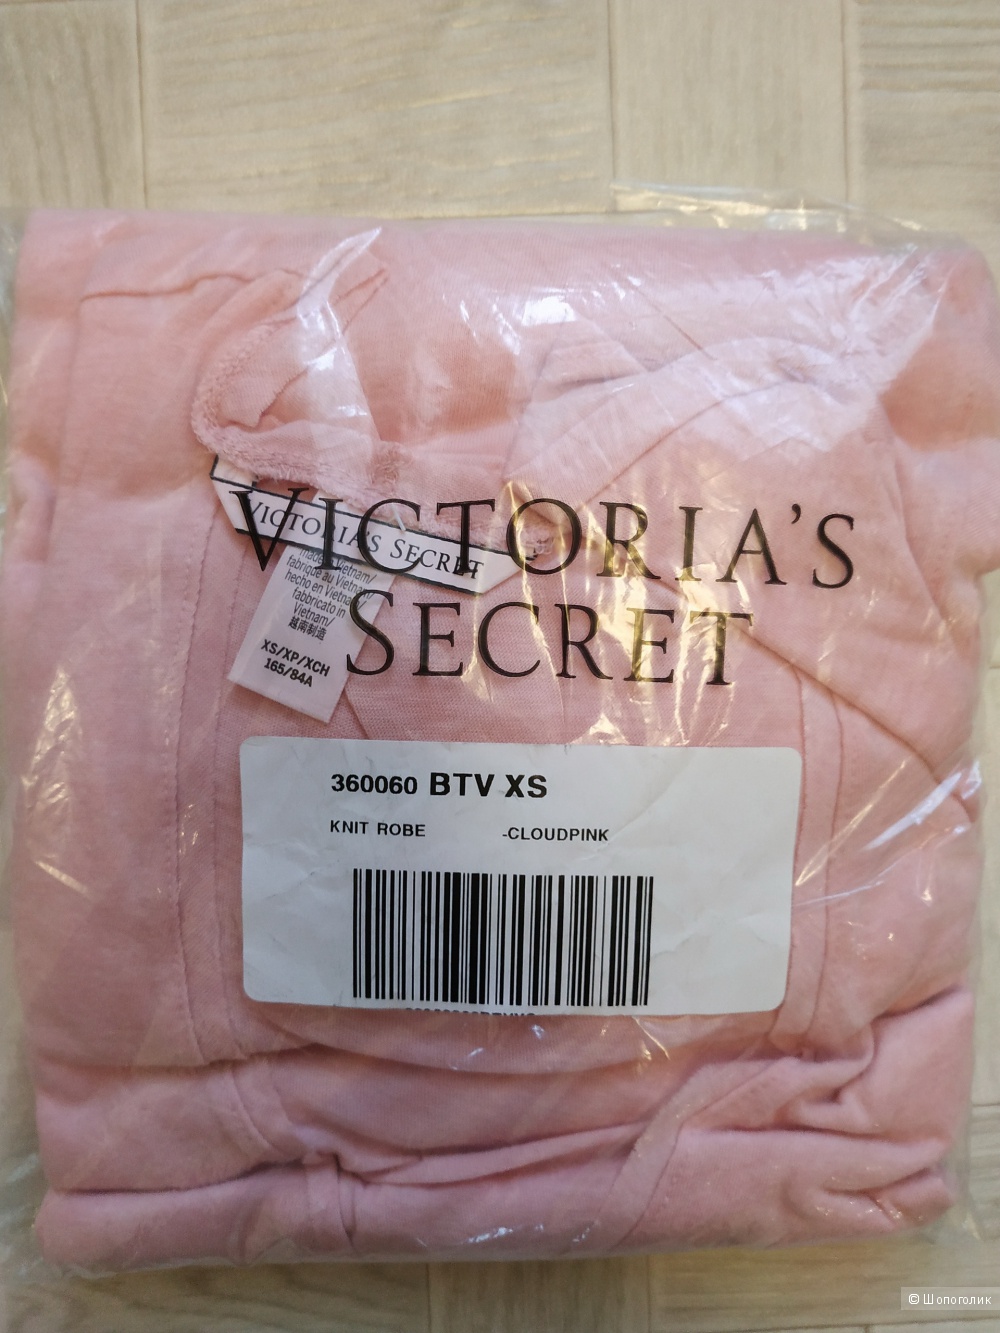 VICTORIA'S
SECRET
VICTORIA'S SECRET
made in Vietnam/
fabriqué au Vietnam/
hecho en Vietnam/
fabbricato in
Vietnam/
越南制造
XS/XP/XCH
165/84A
360060 BTV XS
KNIT ROBE -CLOUDPINK
© Шопоголик